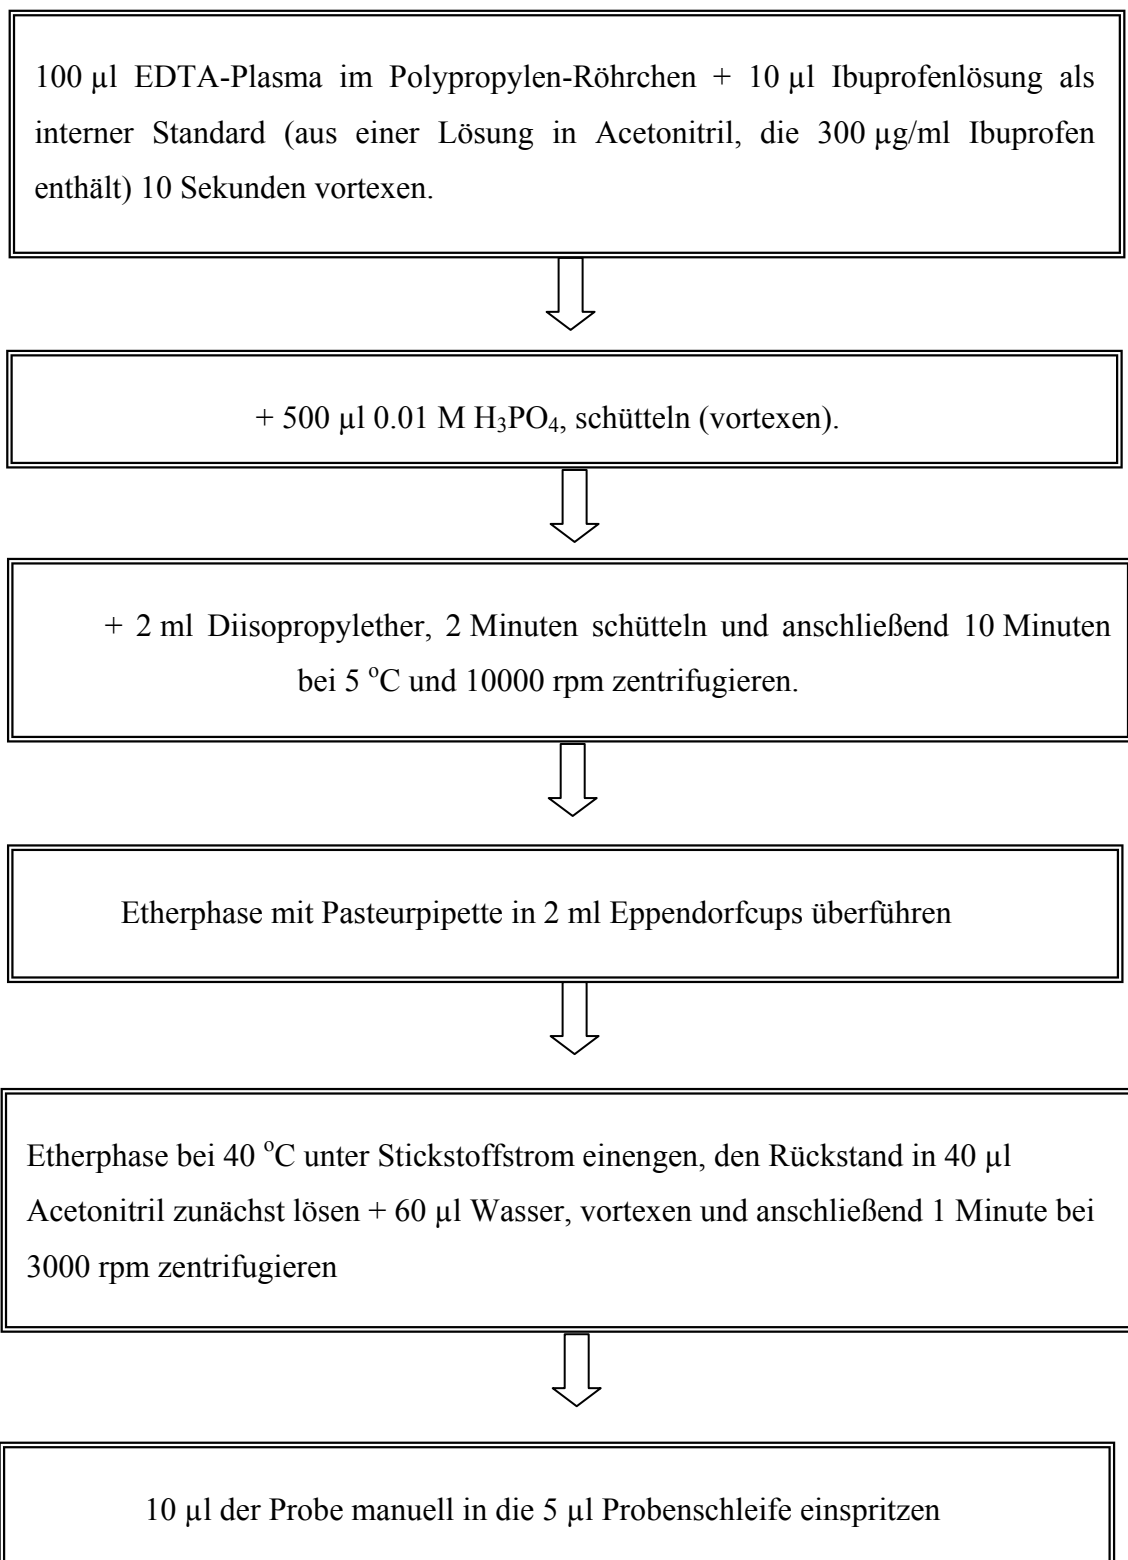 100 µl EDTA-Plasma im Polypropylen-Röhrchen + 10 µl Ibuprofenlösung als
interner Standard (aus einer Lösung in Acetonitril, die 300 µg/ml Ibuprofen
enthält) 10 Sekunden vortexen.
+ 500 µl 0.01 M H₃PO₄, schütteln (vortexen).
+ 2 ml Diisopropylether, 2 Minuten schütteln und anschließend 10 Minuten
bei 5 °C und 10000 rpm zentrifugieren.
Etherphase mit Pasteurpipette in 2 ml Eppendorfcups überführen
Etherphase bei 40 °C unter Stickstoffstrom einengen, den Rückstand in 40 µl
Acetonitril zunächst lösen + 60 µl Wasser, vortexen und anschließend 1 Minute bei
3000 rpm zentrifugieren
10 µl der Probe manuell in die 5 µl Probenschleife einspritzen